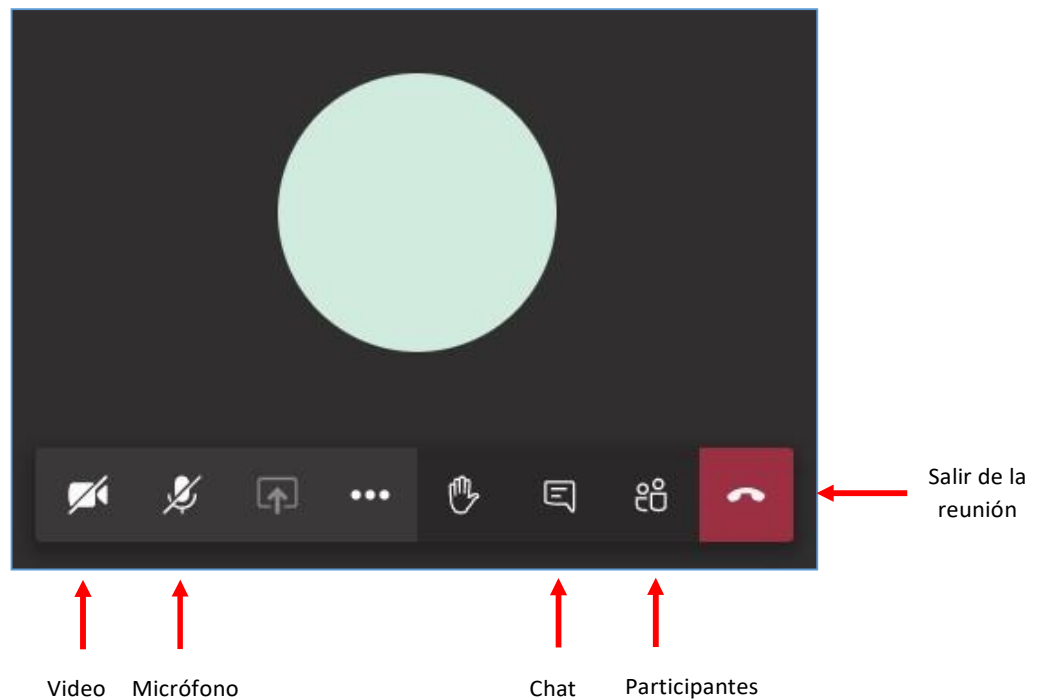 Salir de la
reunión
Video
Micrófono
Chat
Participantes